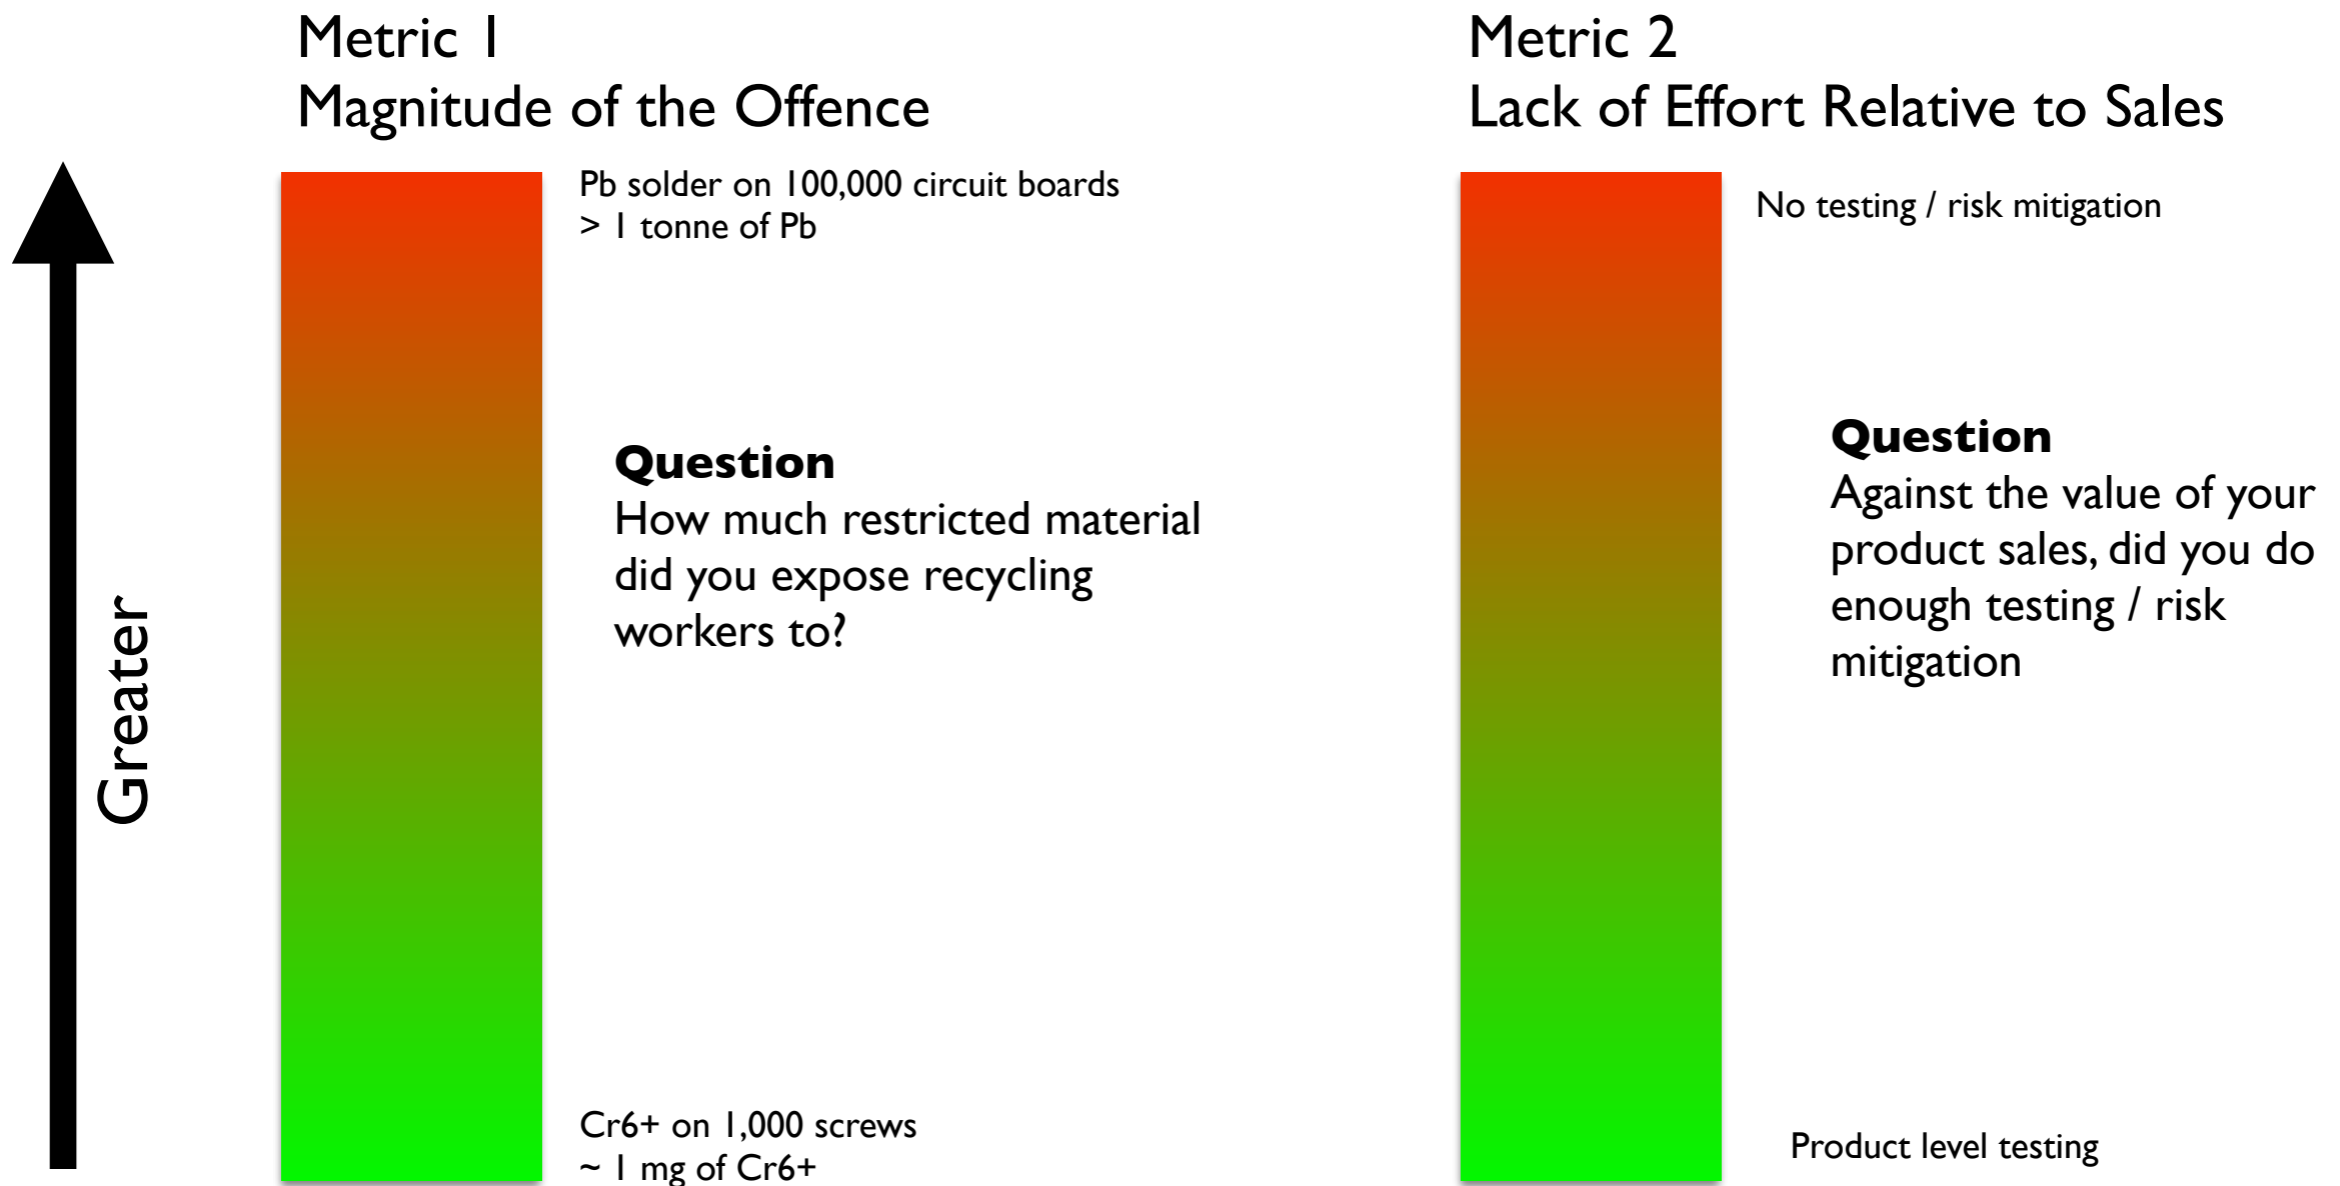 Metric 1
Magnitude of the Offence
Pb solder on 100,000 circuit boards
> 1 tonne of Pb
Question
How much restricted material
did you expose recycling
workers to?
Cr6+ on 1,000 screws
~ 1 mg of Cr6+
Greater
Metric 2
Lack of Effort Relative to Sales
No testing / risk mitigation
Question
Against the value of your
product sales, did you do
enough testing / risk
mitigation
Product level testing